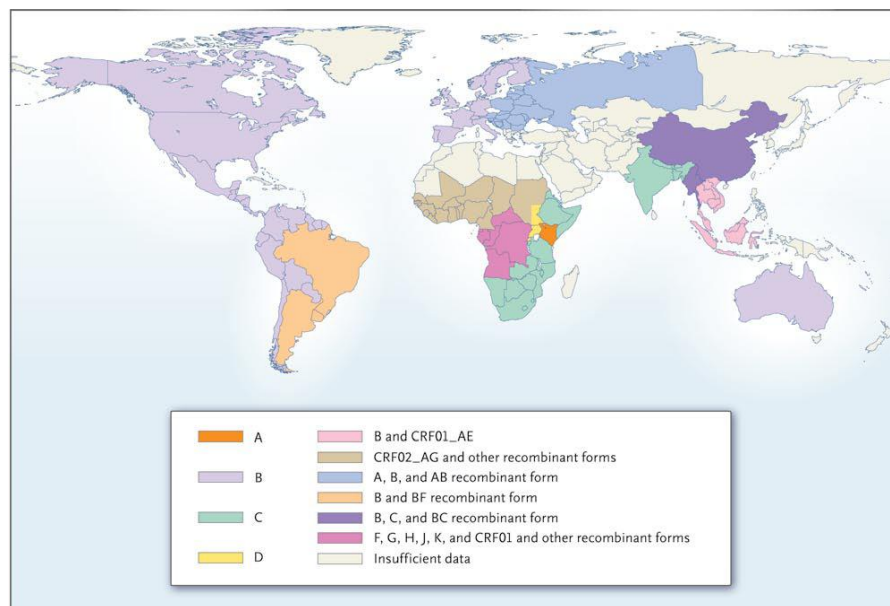 A
B and CRF01_AE
CRF02_AG and other recombinant forms
B
A, B, and AB recombinant form
B and BF recombinant form
C
B, C, and BC recombinant form
F, G, H, J, K, and CRF01 and other recombinant forms
D
Insufficient data